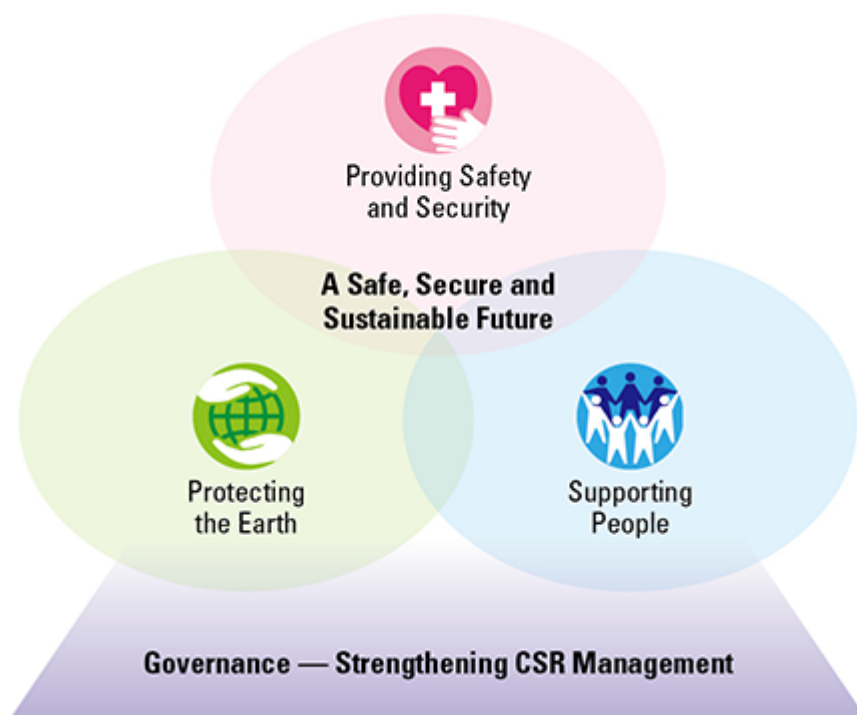 Providing Safety
and Security
A Safe, Secure and
Sustainable Future
Protecting
the Earth
Supporting
People
Governance — Strengthening CSR Management